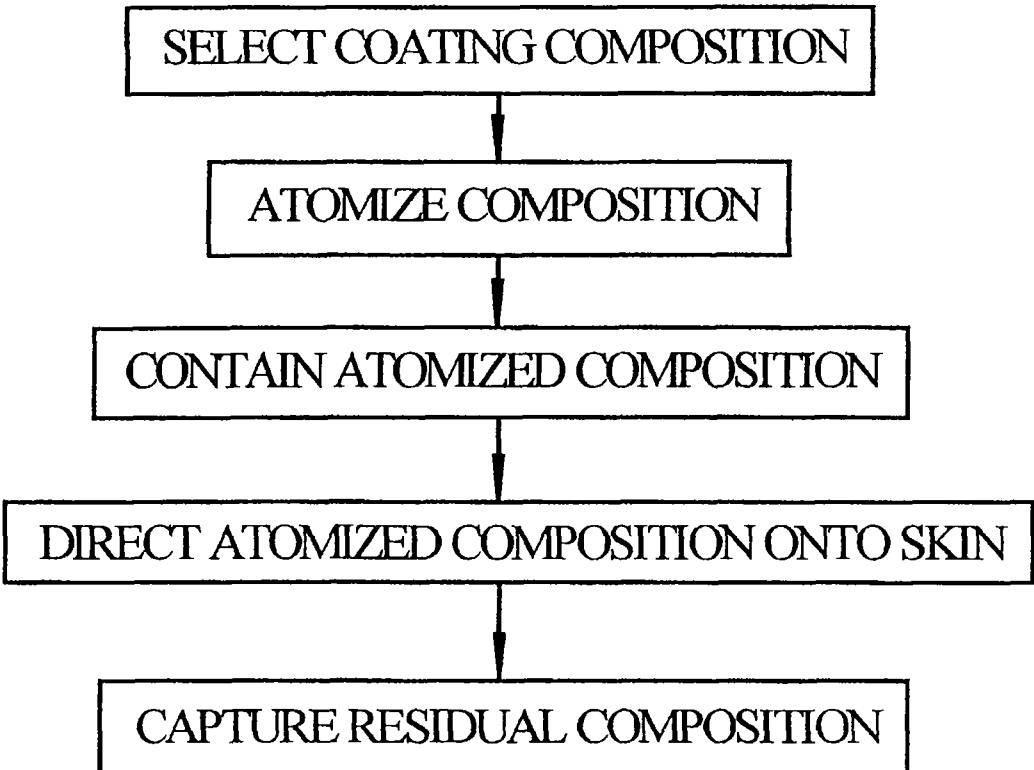 SELECT COATING COMPOSITION
ATOMIZE COMPOSITION
CONTAIN ATOMIZED COMPOSITION
DIRECT ATOMIZED COMPOSITION ONTO SKIN
CAPTURE RESIDUAL COMPOSITION